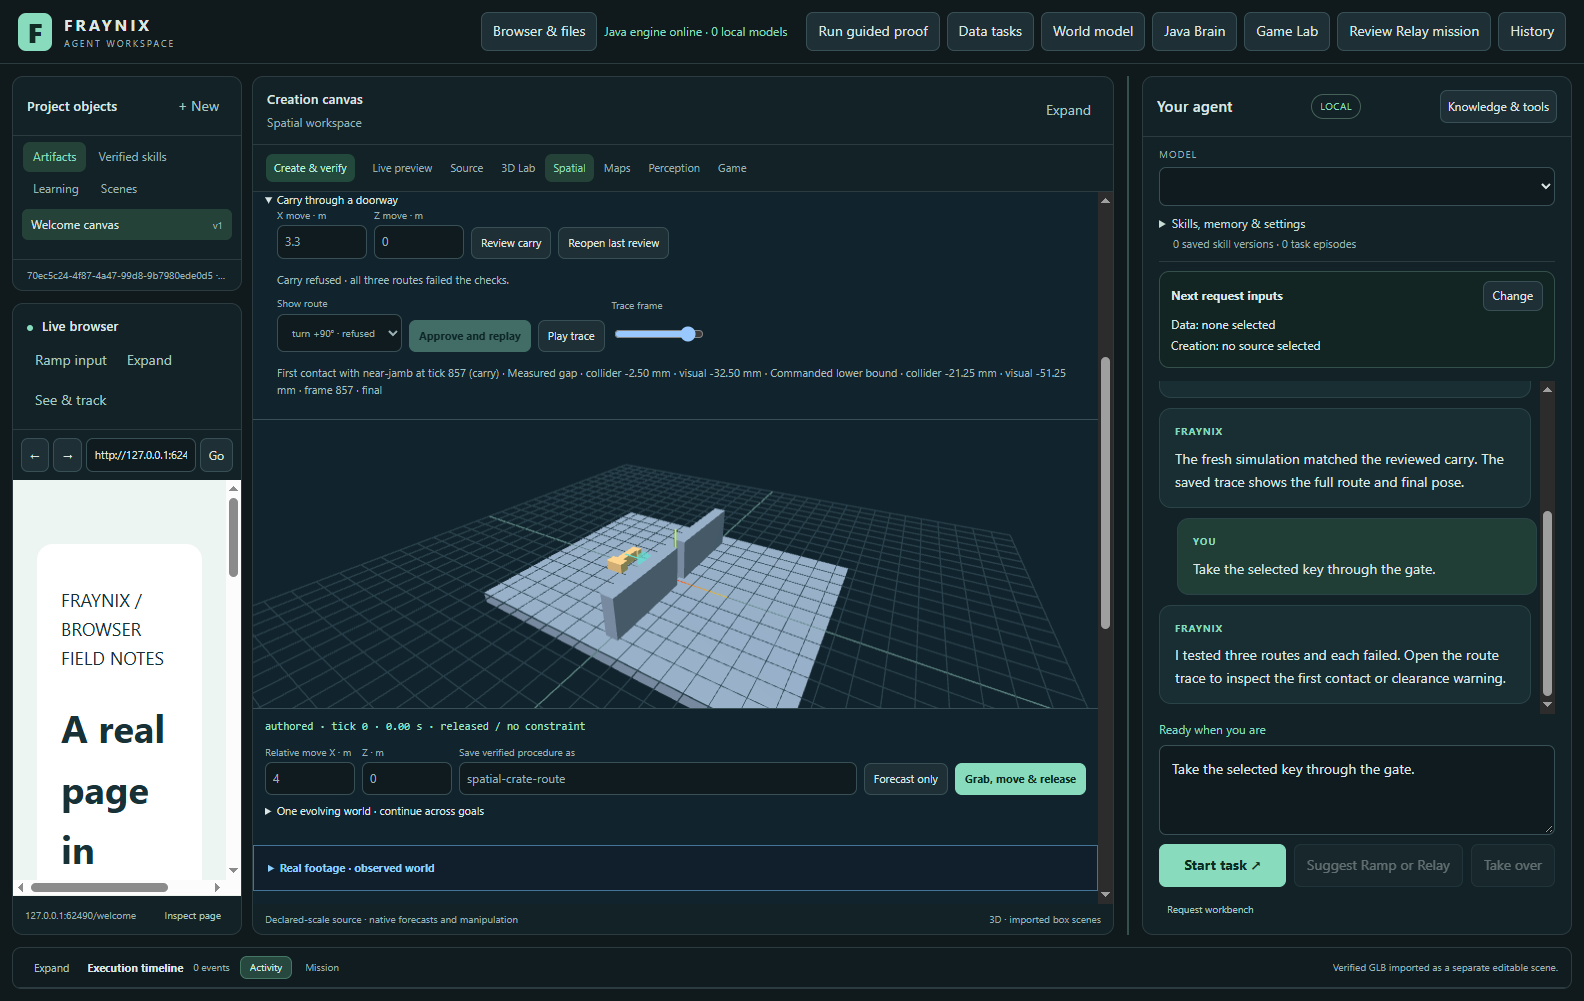 F
FRAYNIX
AGENT WORKSPACE
Browser & files
Java engine online · 0 local models
Run guided proof
Data tasks
World model
Java Brain
Game Lab
Review Relay mission
History
Project objects
+ New
Artifacts
Verified skills
Learning
Scenes
Welcome canvas
v1
70ec5c24-4f87-4a47-99d8-9b7980ede0d5 ·...
Live browser
Ramp input
Expand
See & track
←
→
http://127.0.0.1:624
Go
FRAYNIX /
BROWSER
FIELD NOTES
A real
page
in
127.0.0.1:62490/welcome
Inspect page
Creation canvas
Spatial workspace
Expand
Create & verify
Live preview
Source
3D Lab
Spatial
Maps
Perception
Game
▼ Carry through a doorway
X move · m
Z move · m
3.3
0
Review carry
Reopen last review
Carry refused · all three routes failed the checks.
Show route
Trace frame
turn +90° · refused
Approve and replay
Play trace
First contact with near-jamb at tick 857 (carry) · Measured gap · collider -2.50 mm · visual -32.50 mm · Commanded lower bound · collider -21.25 mm · visual -51.25
mm · frame 857 · final
authored · tick 0 · 0.00 s · released / no constraint
Relative move X · m
Z · m
Save verified procedure as
4
0
spatial-crate-route
Forecast only
Grab, move & release
▶ One evolving world · continue across goals
▶ Real footage · observed world
Declared-scale source · native forecasts and manipulation
3D · imported box scenes
Your agent
LOCAL
Knowledge & tools
MODEL
▶ Skills, memory & settings
0 saved skill versions · 0 task episodes
Next request inputs
Change
Data: none selected
Creation: no source selected
FRAYNIX
The fresh simulation matched the reviewed carry. The
saved trace shows the full route and final pose.
YOU
Take the selected key through the gate.
FRAYNIX
I tested three routes and each failed. Open the route
trace to inspect the first contact or clearance warning.
Ready when you are
Take the selected key through the gate.
Start task ↗
Suggest Ramp or Relay
Take over
Request workbench
Expand
Execution timeline
0 events
Activity
Mission
Verified GLB imported as a separate editable scene.